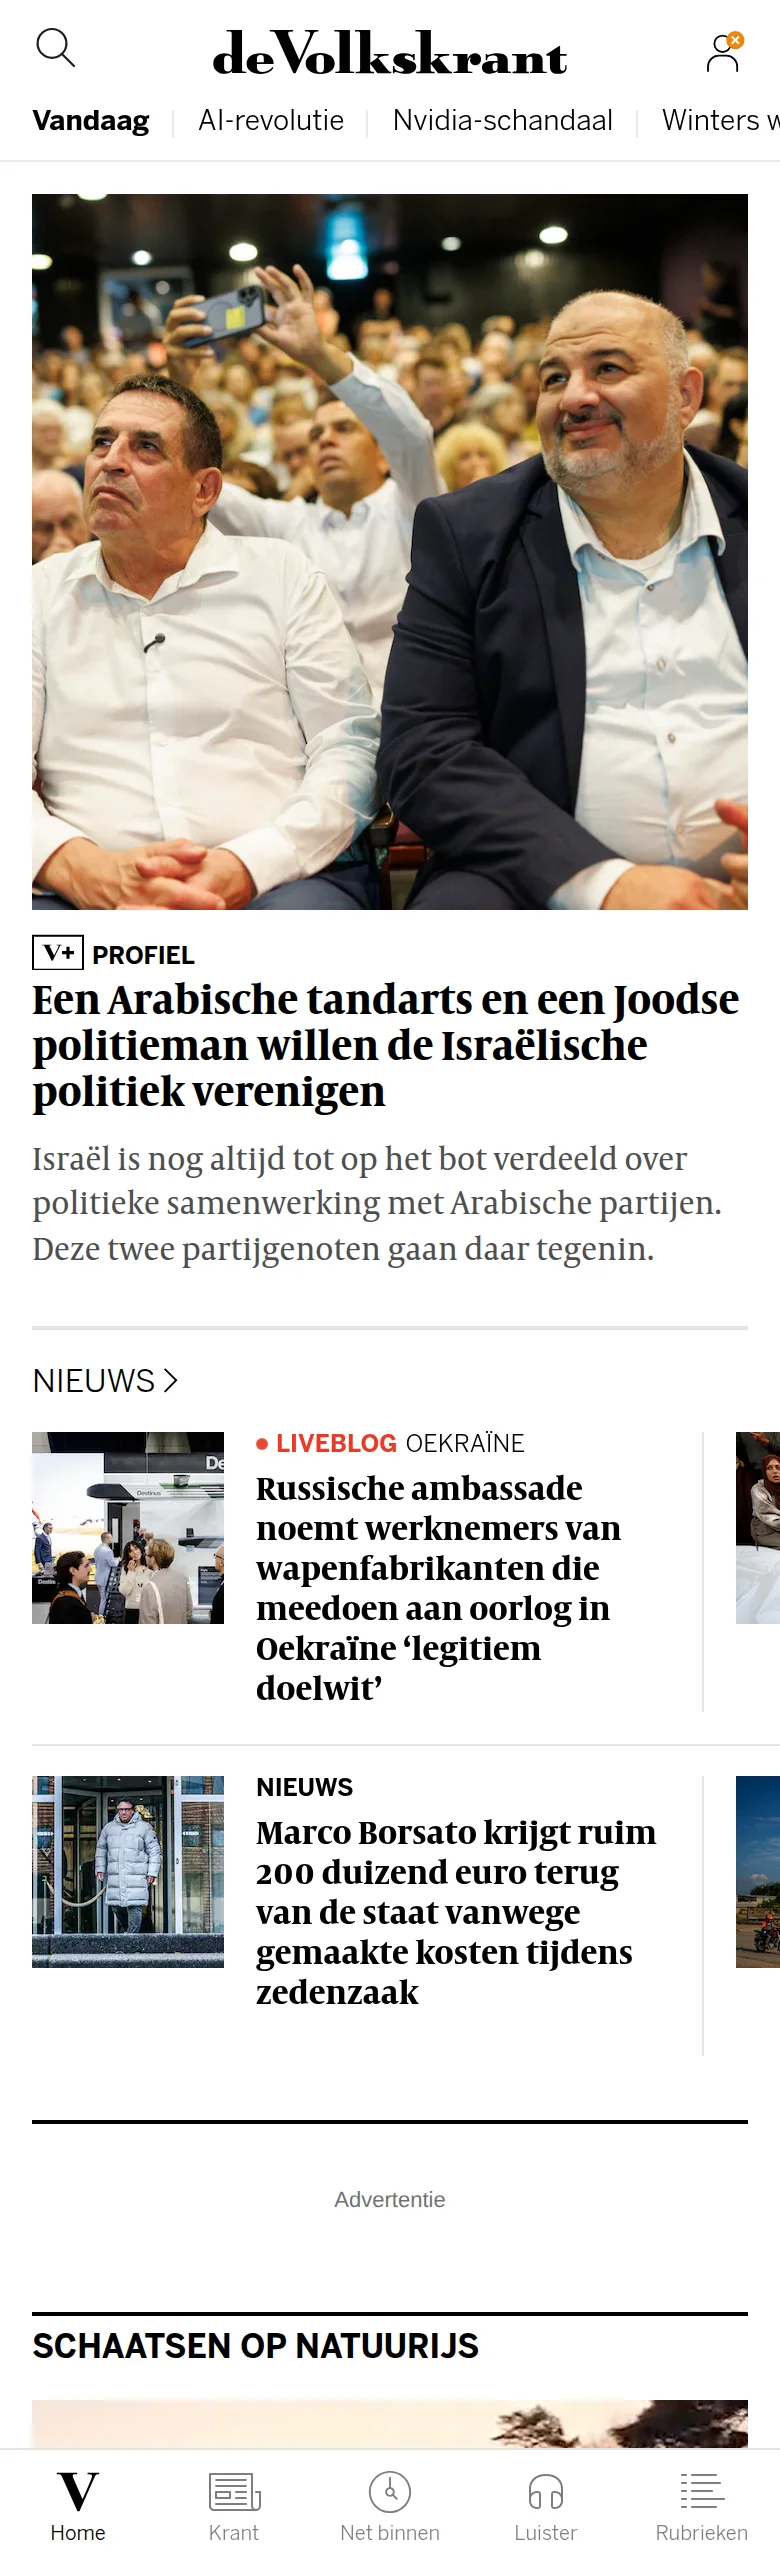 deVolkskrant
Vandaag
AI-revolutie
Nvidia-schandaal
Winters w
V+ PROFIEL
Een Arabische tandarts en een Joodse
politieman willen de Israëlische
politiek verenigen
Israël is nog altijd tot op het bot verdeeld over
politieke samenwerking met Arabische partijen.
Deze twee partijgenoten gaan daar tegenin.
NIEUWS
De
Destinus
Destin
LIVEBLOG OEKRAÏNE
Russische ambassade
noemt werknemers van
wapenfabrikanten die
meedoen aan oorlog in
Oekraïne ‘legitiem
doelwit’
NIEUWS
Marco Borsato krijgt ruim
200 duizend euro terug
van de staat vanwege
gemaakte kosten tijdens
zedenzaak
Advertentie
SCHAATSEN OP NATUURIJS
V
Home
Krant
Net binnen
Luister
Rubrieken